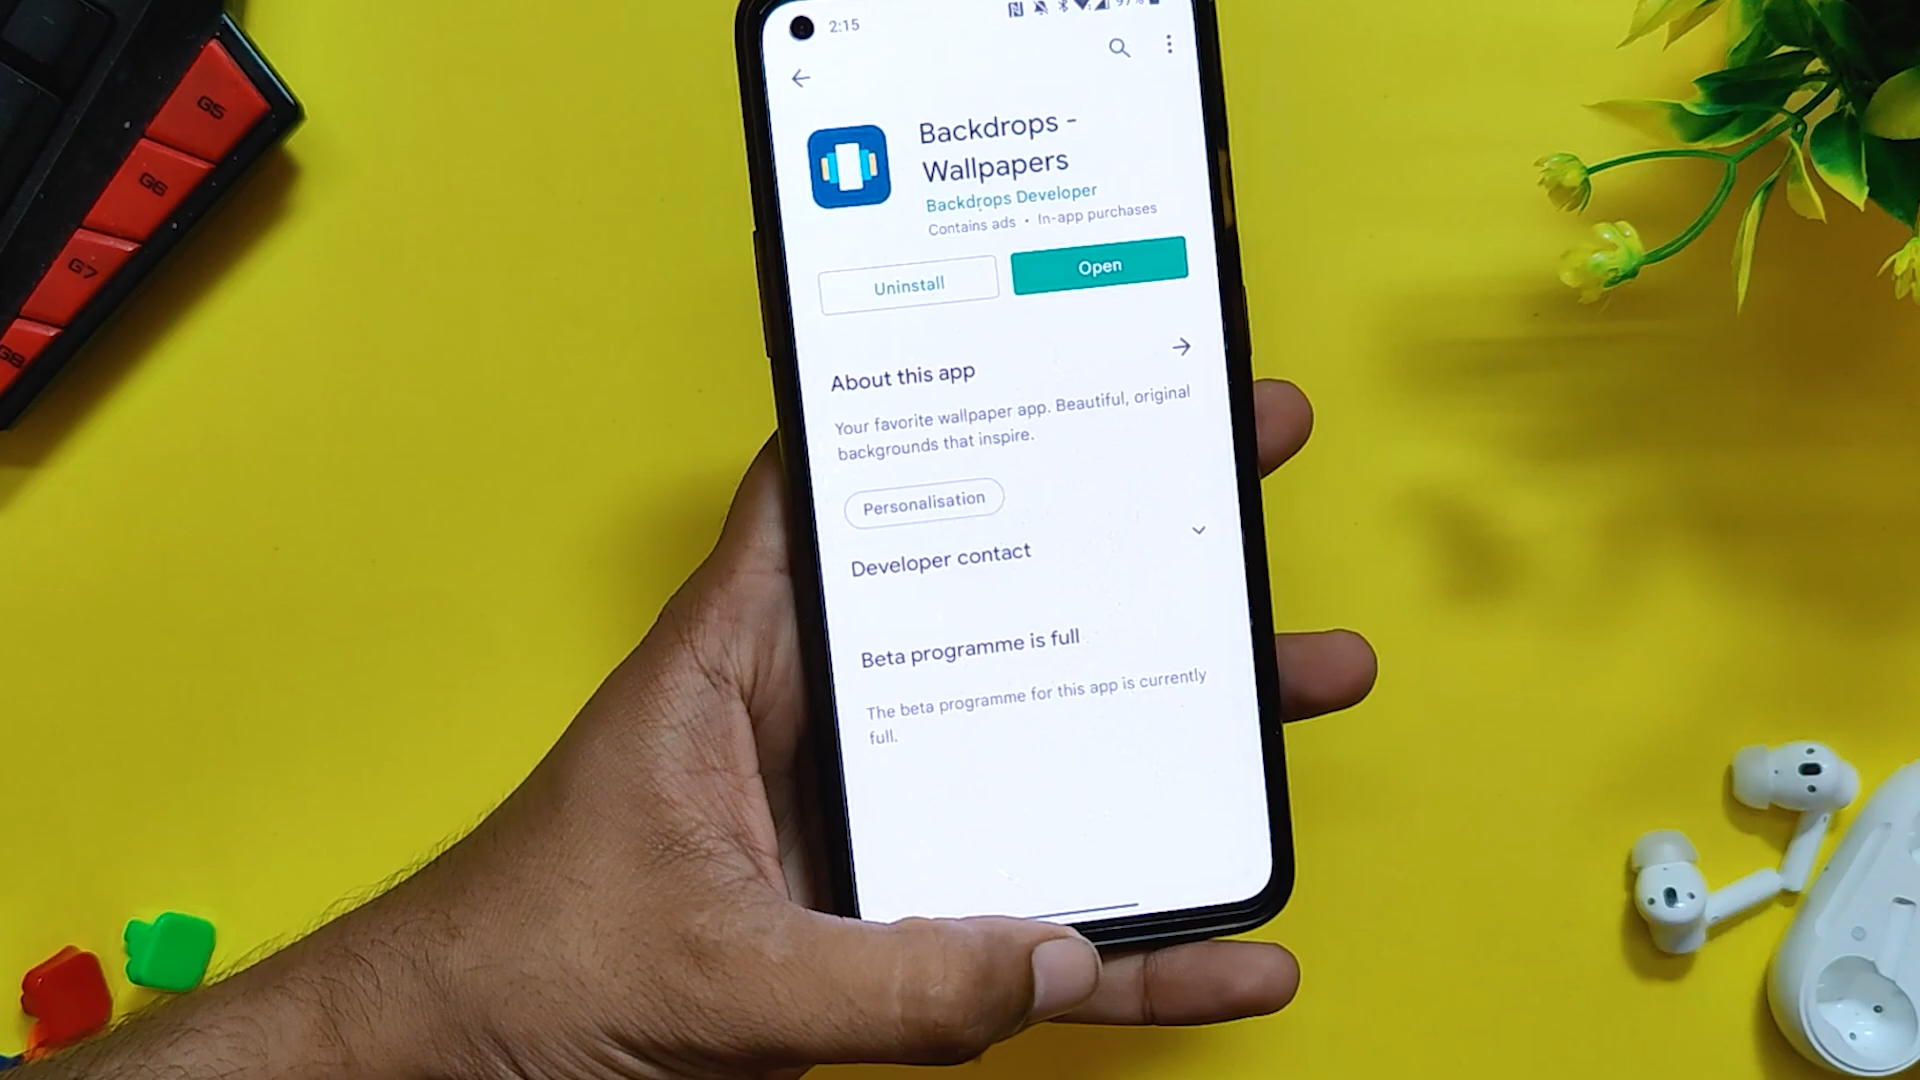 2:15
97%
Backdrops -
Wallpapers
Backdrops Developer
Contains ads • In-app purchases
Uninstall
Open
About this app
Your favorite wallpaper app. Beautiful, original
backgrounds that inspire.
Personalisation
Developer contact
Beta programme is full
The beta programme for this app is currently
full.
G5
G6
G7
G8